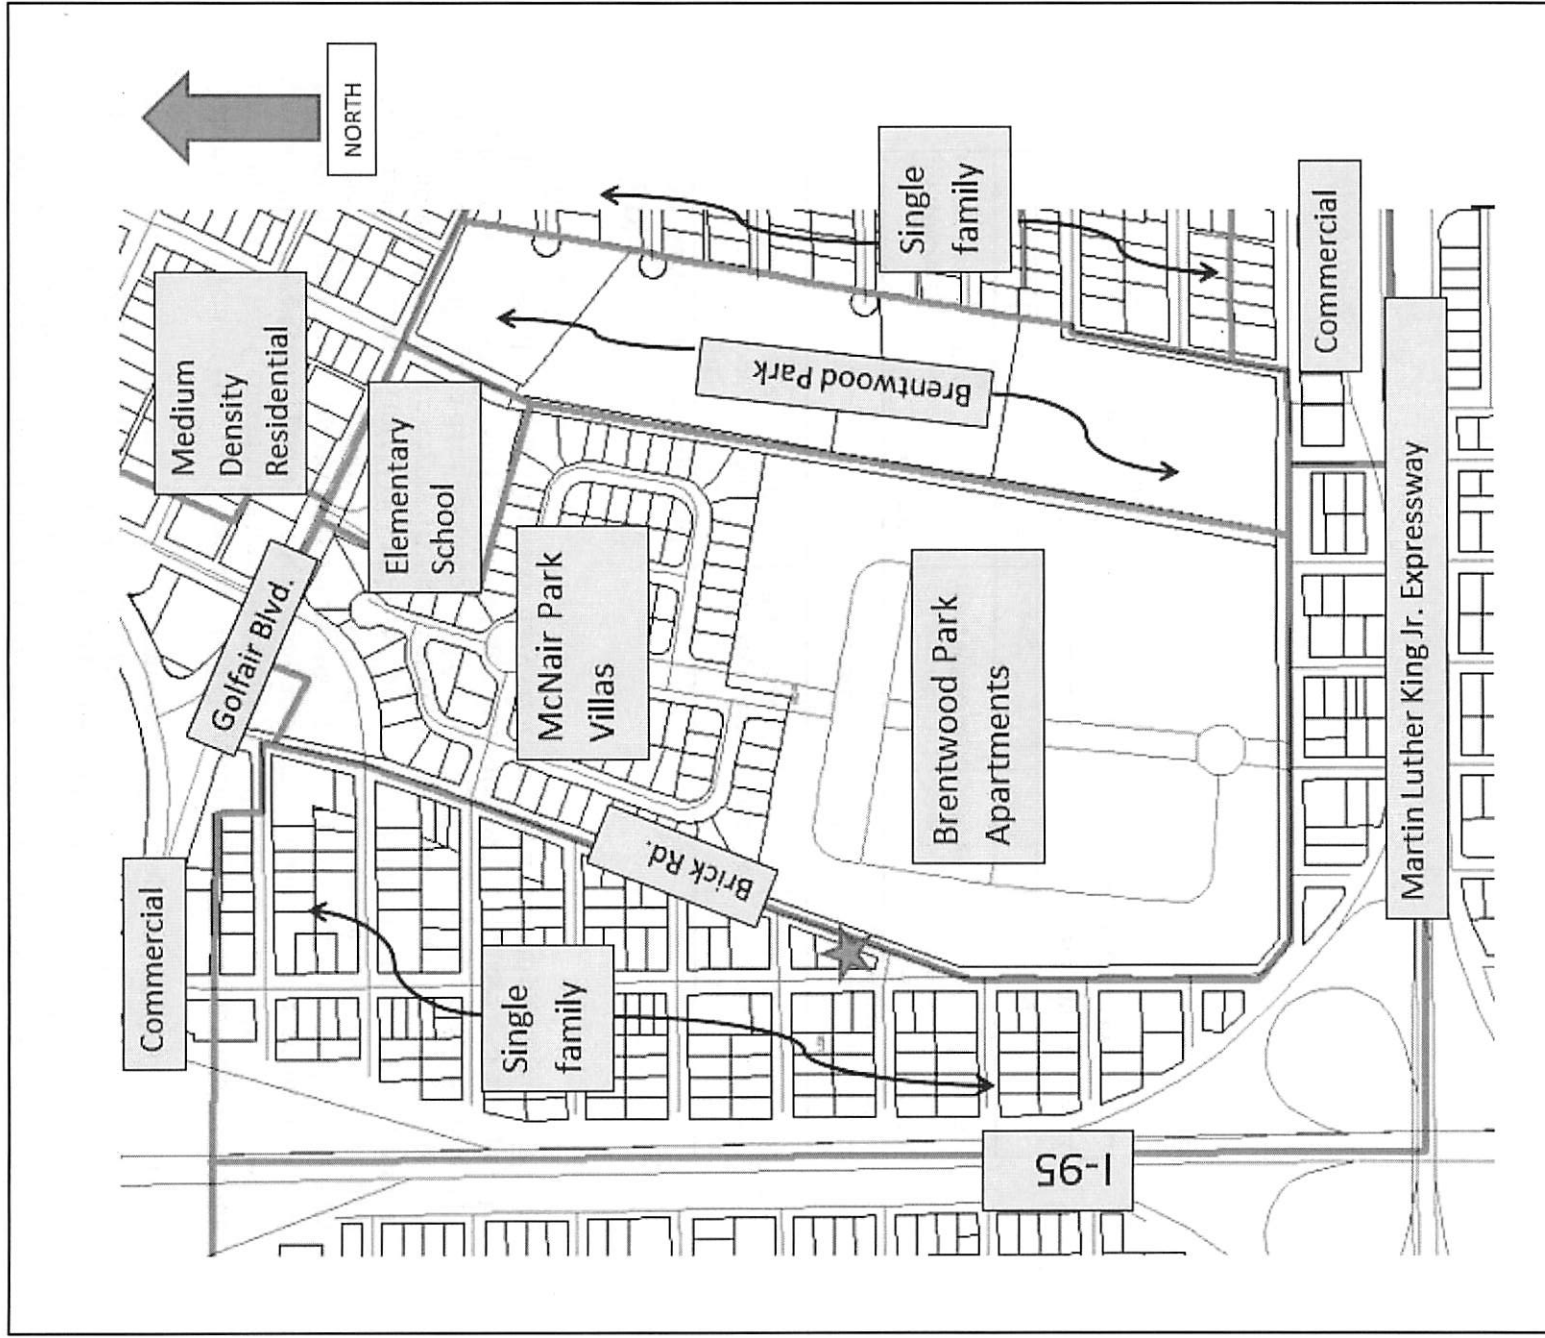 NORTH
Medium
Density
Residential
Golfair Blvd.
Elementary
School
Single
family
Commercial
Brentwood Park
McNair Park
Villas
Brick Rd.
Commercial
Single
family
Brentwood Park
Apartments
Martin Luther King Jr. Expressway
I-95